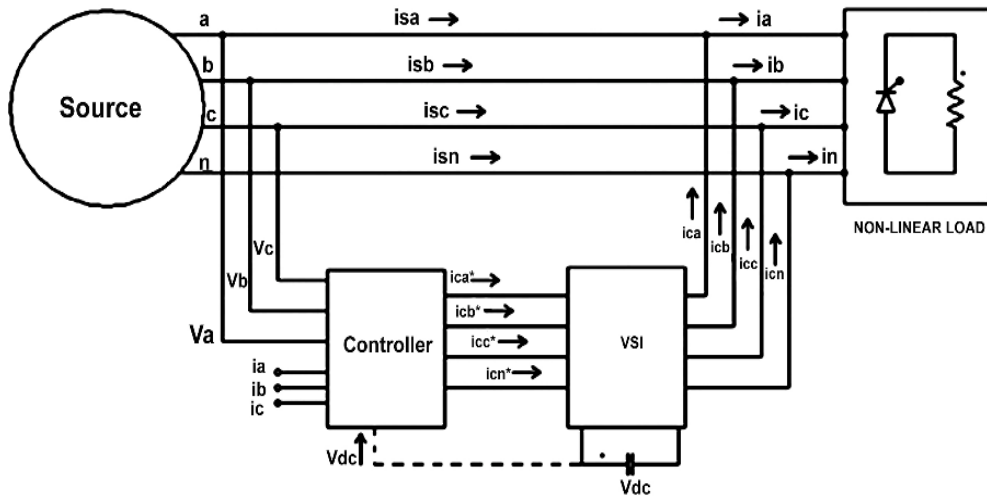 a
isa
ia
b
isb
ib
Source
c
isc
ic
n
isn
in
NON-LINEAR LOAD
ica
icb
icc
icn
Vc
Vb
Va
ica*
icb*
icc*
icn*
Controller
VSI
ia
ib
ic
Vdc
Vdc